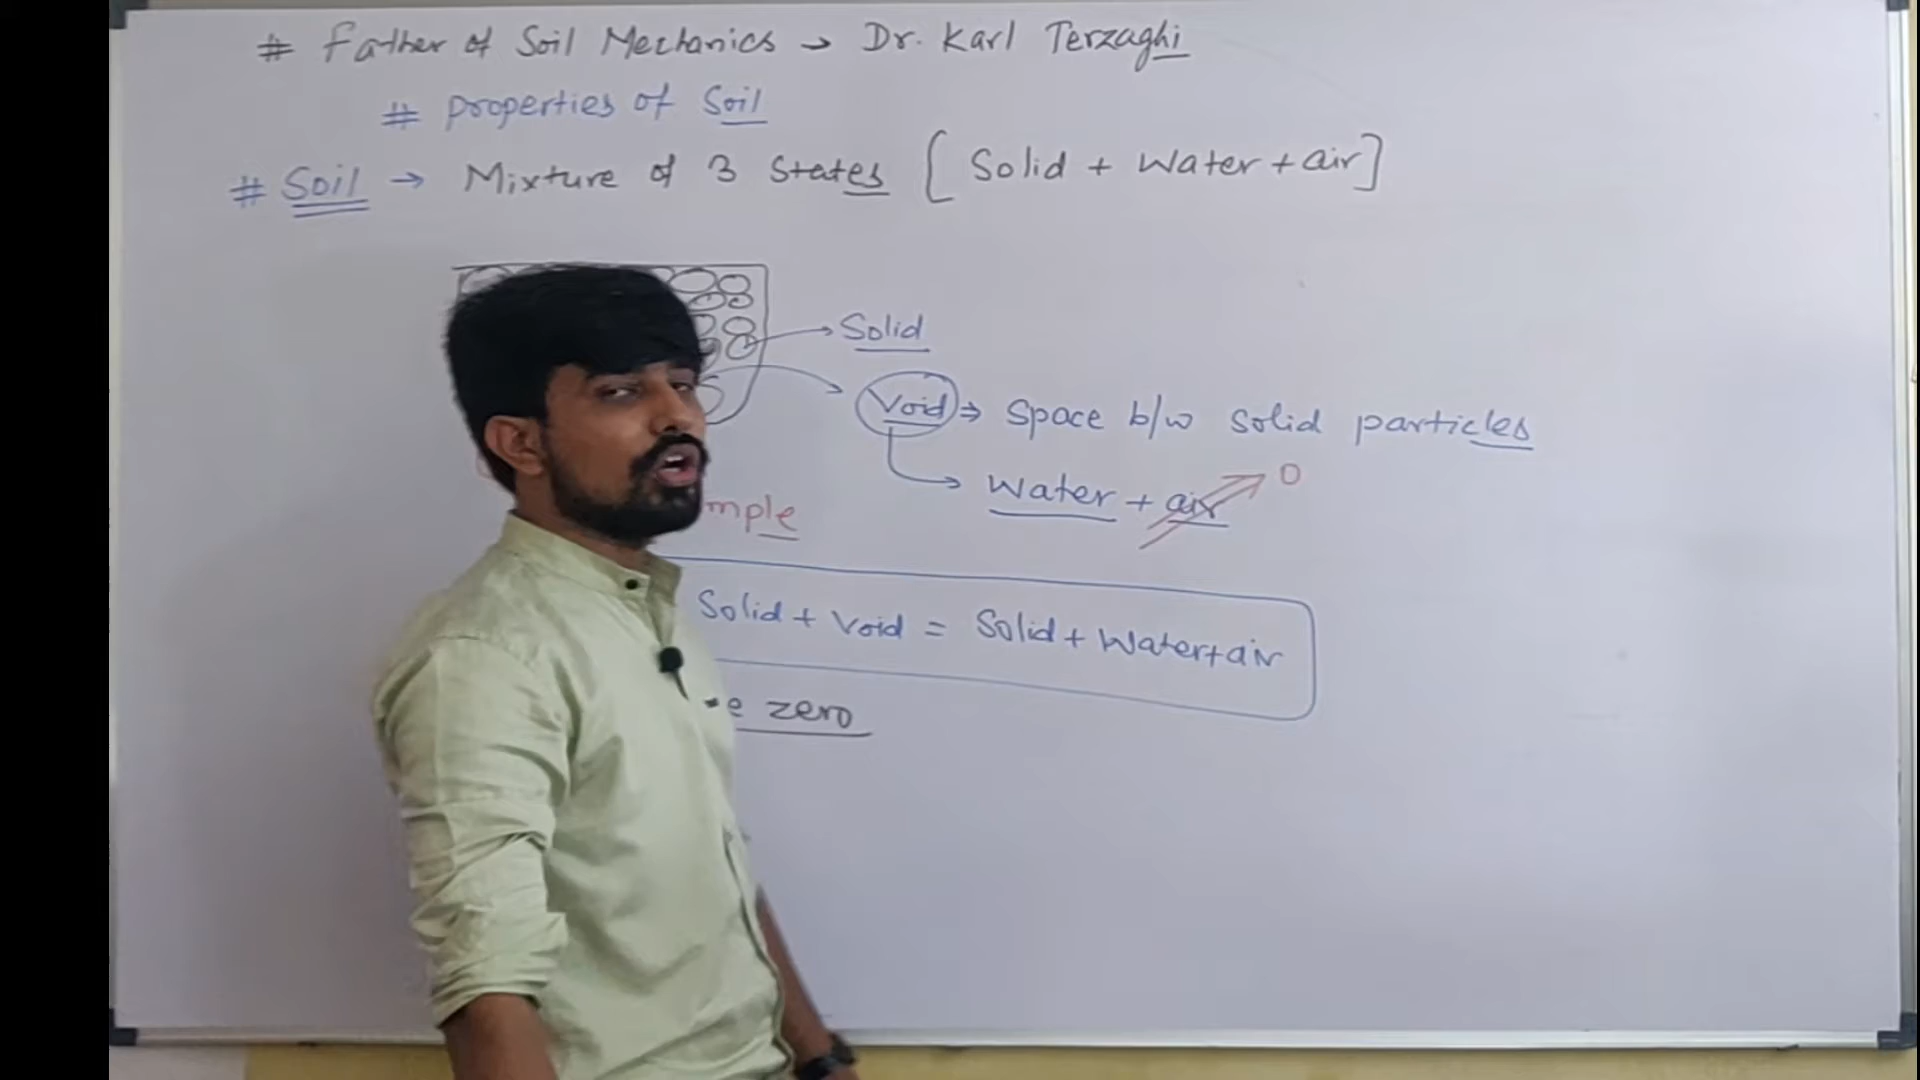 # Father of Soil Mechanics → Dr. Karl Terzaghi
# properties of Soil
# Soil → Mixture of 3 States [Solid + Water + air]
Solid
Void ⇒ Space b/w solid particles
Water + air 0
mple
Solid + Void = Solid + Water + air
e zero